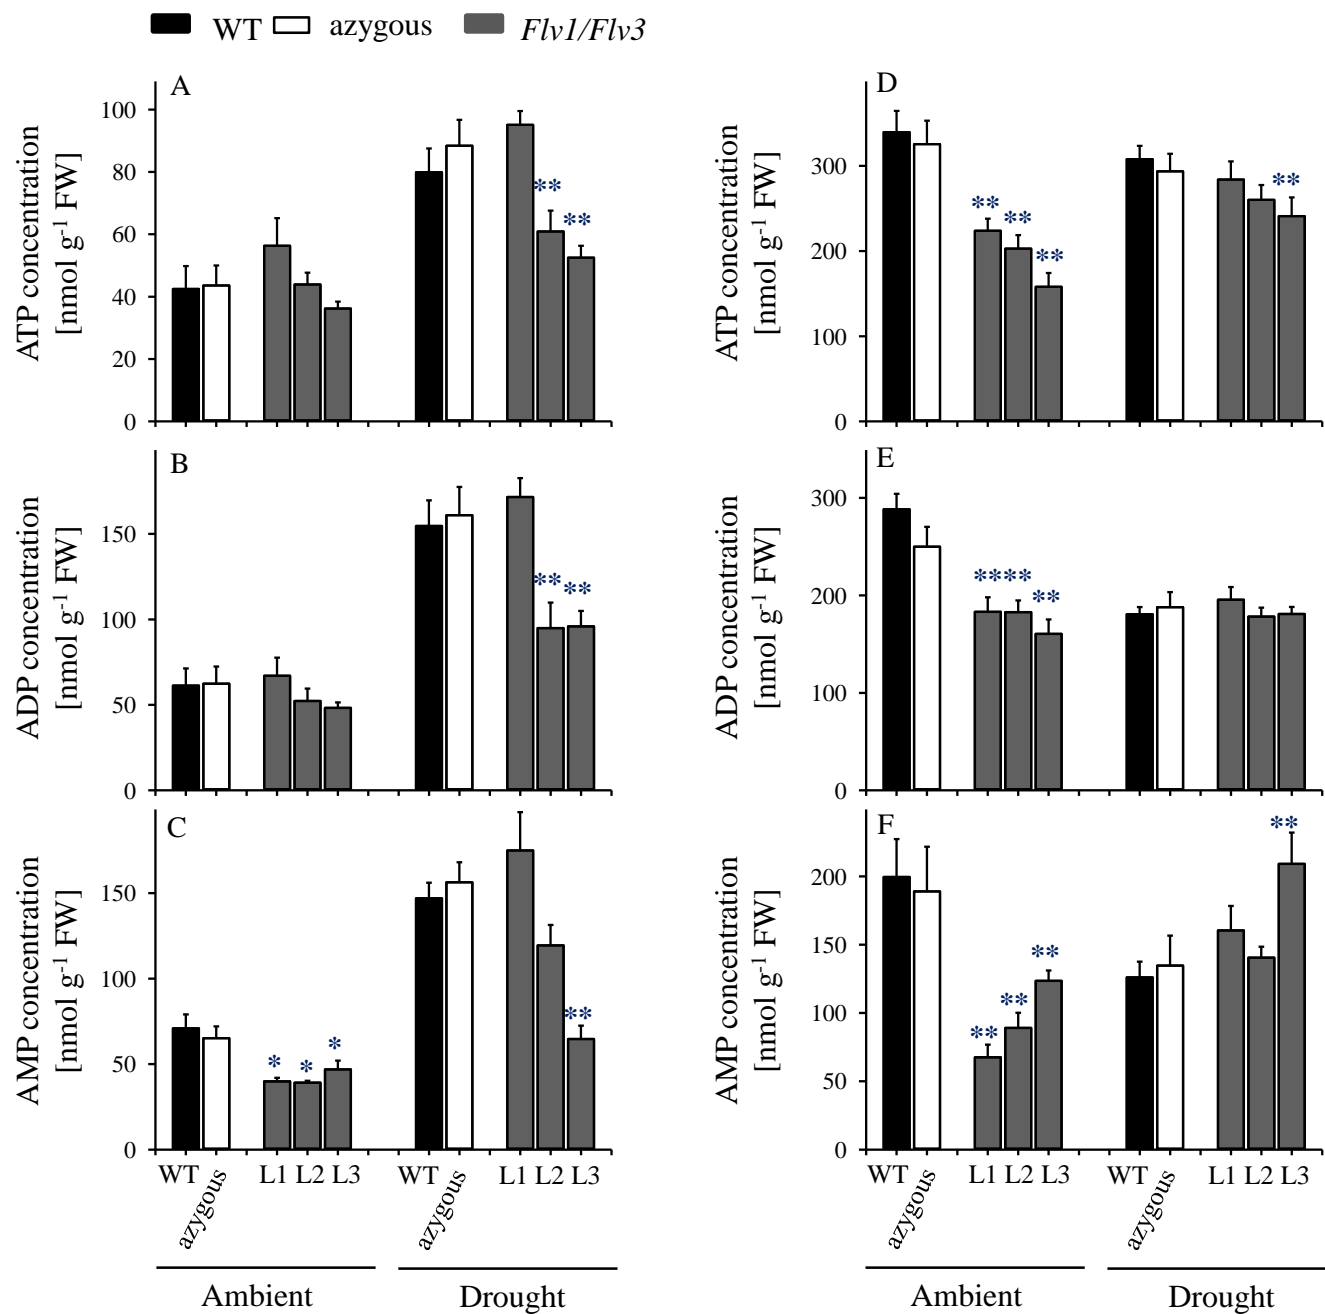 WT azygous Flv1/Flv3
A
ATP concentration
[nmol g⁻¹ FW]
100
80
60
40
20
0
**
**
D
ATP concentration
[nmol g⁻¹ FW]
300
200
100
0
**
**
**
**
B
ADP concentration
[nmol g⁻¹ FW]
150
100
50
0
**
**
E
ADP concentration
[nmol g⁻¹ FW]
300
200
100
0
****
**
C
AMP concentration
[nmol g⁻¹ FW]
150
100
50
0
*
*
*
**
WT azygous L1 L2 L3 WT azygous L1 L2 L3
Ambient Drought
F
AMP concentration
[nmol g⁻¹ FW]
200
150
100
50
0
**
**
**
**
WT azygous L1 L2 L3 WT azygous L1 L2 L3
Ambient Drought